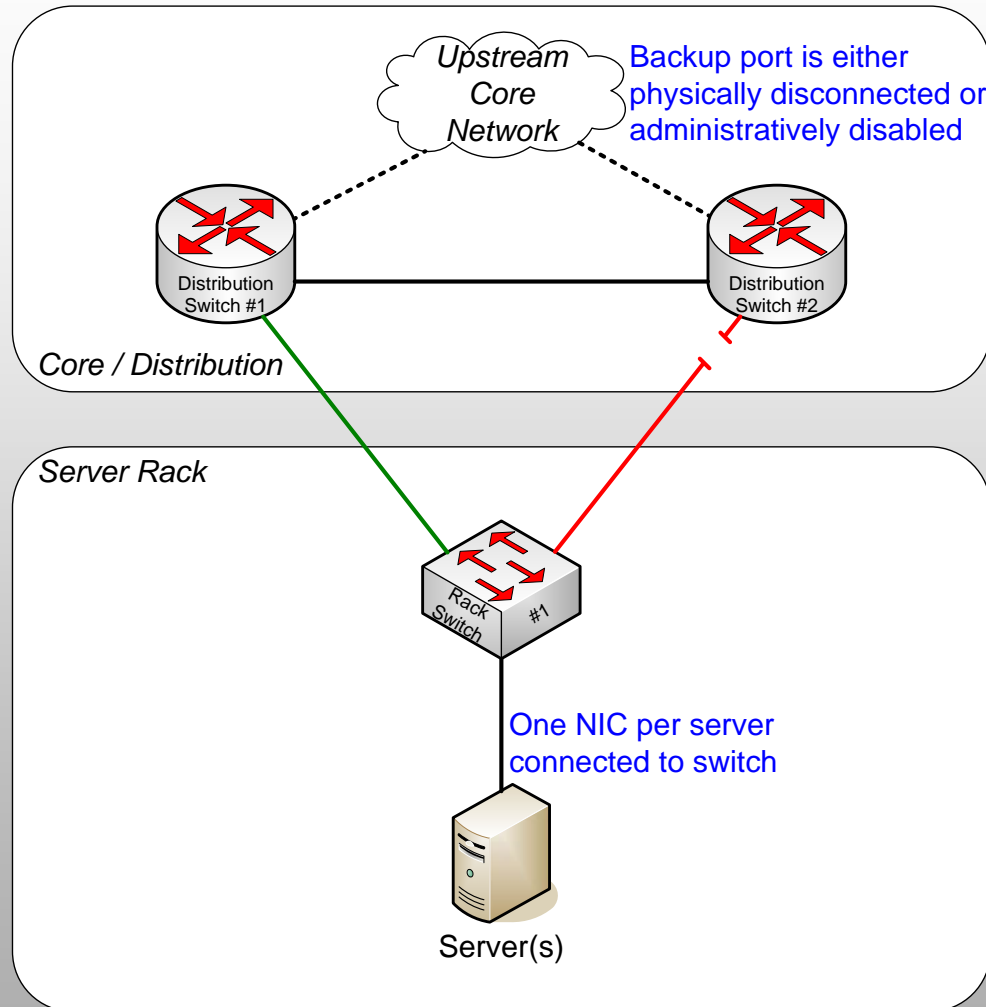 Upstream
Core
Network
Backup port is either
physically disconnected or
administratively disabled
Distribution
Switch #1
Distribution
Switch #2
Core / Distribution
Server Rack
Rack
Switch
#1
One NIC per server
connected to switch
Server(s)